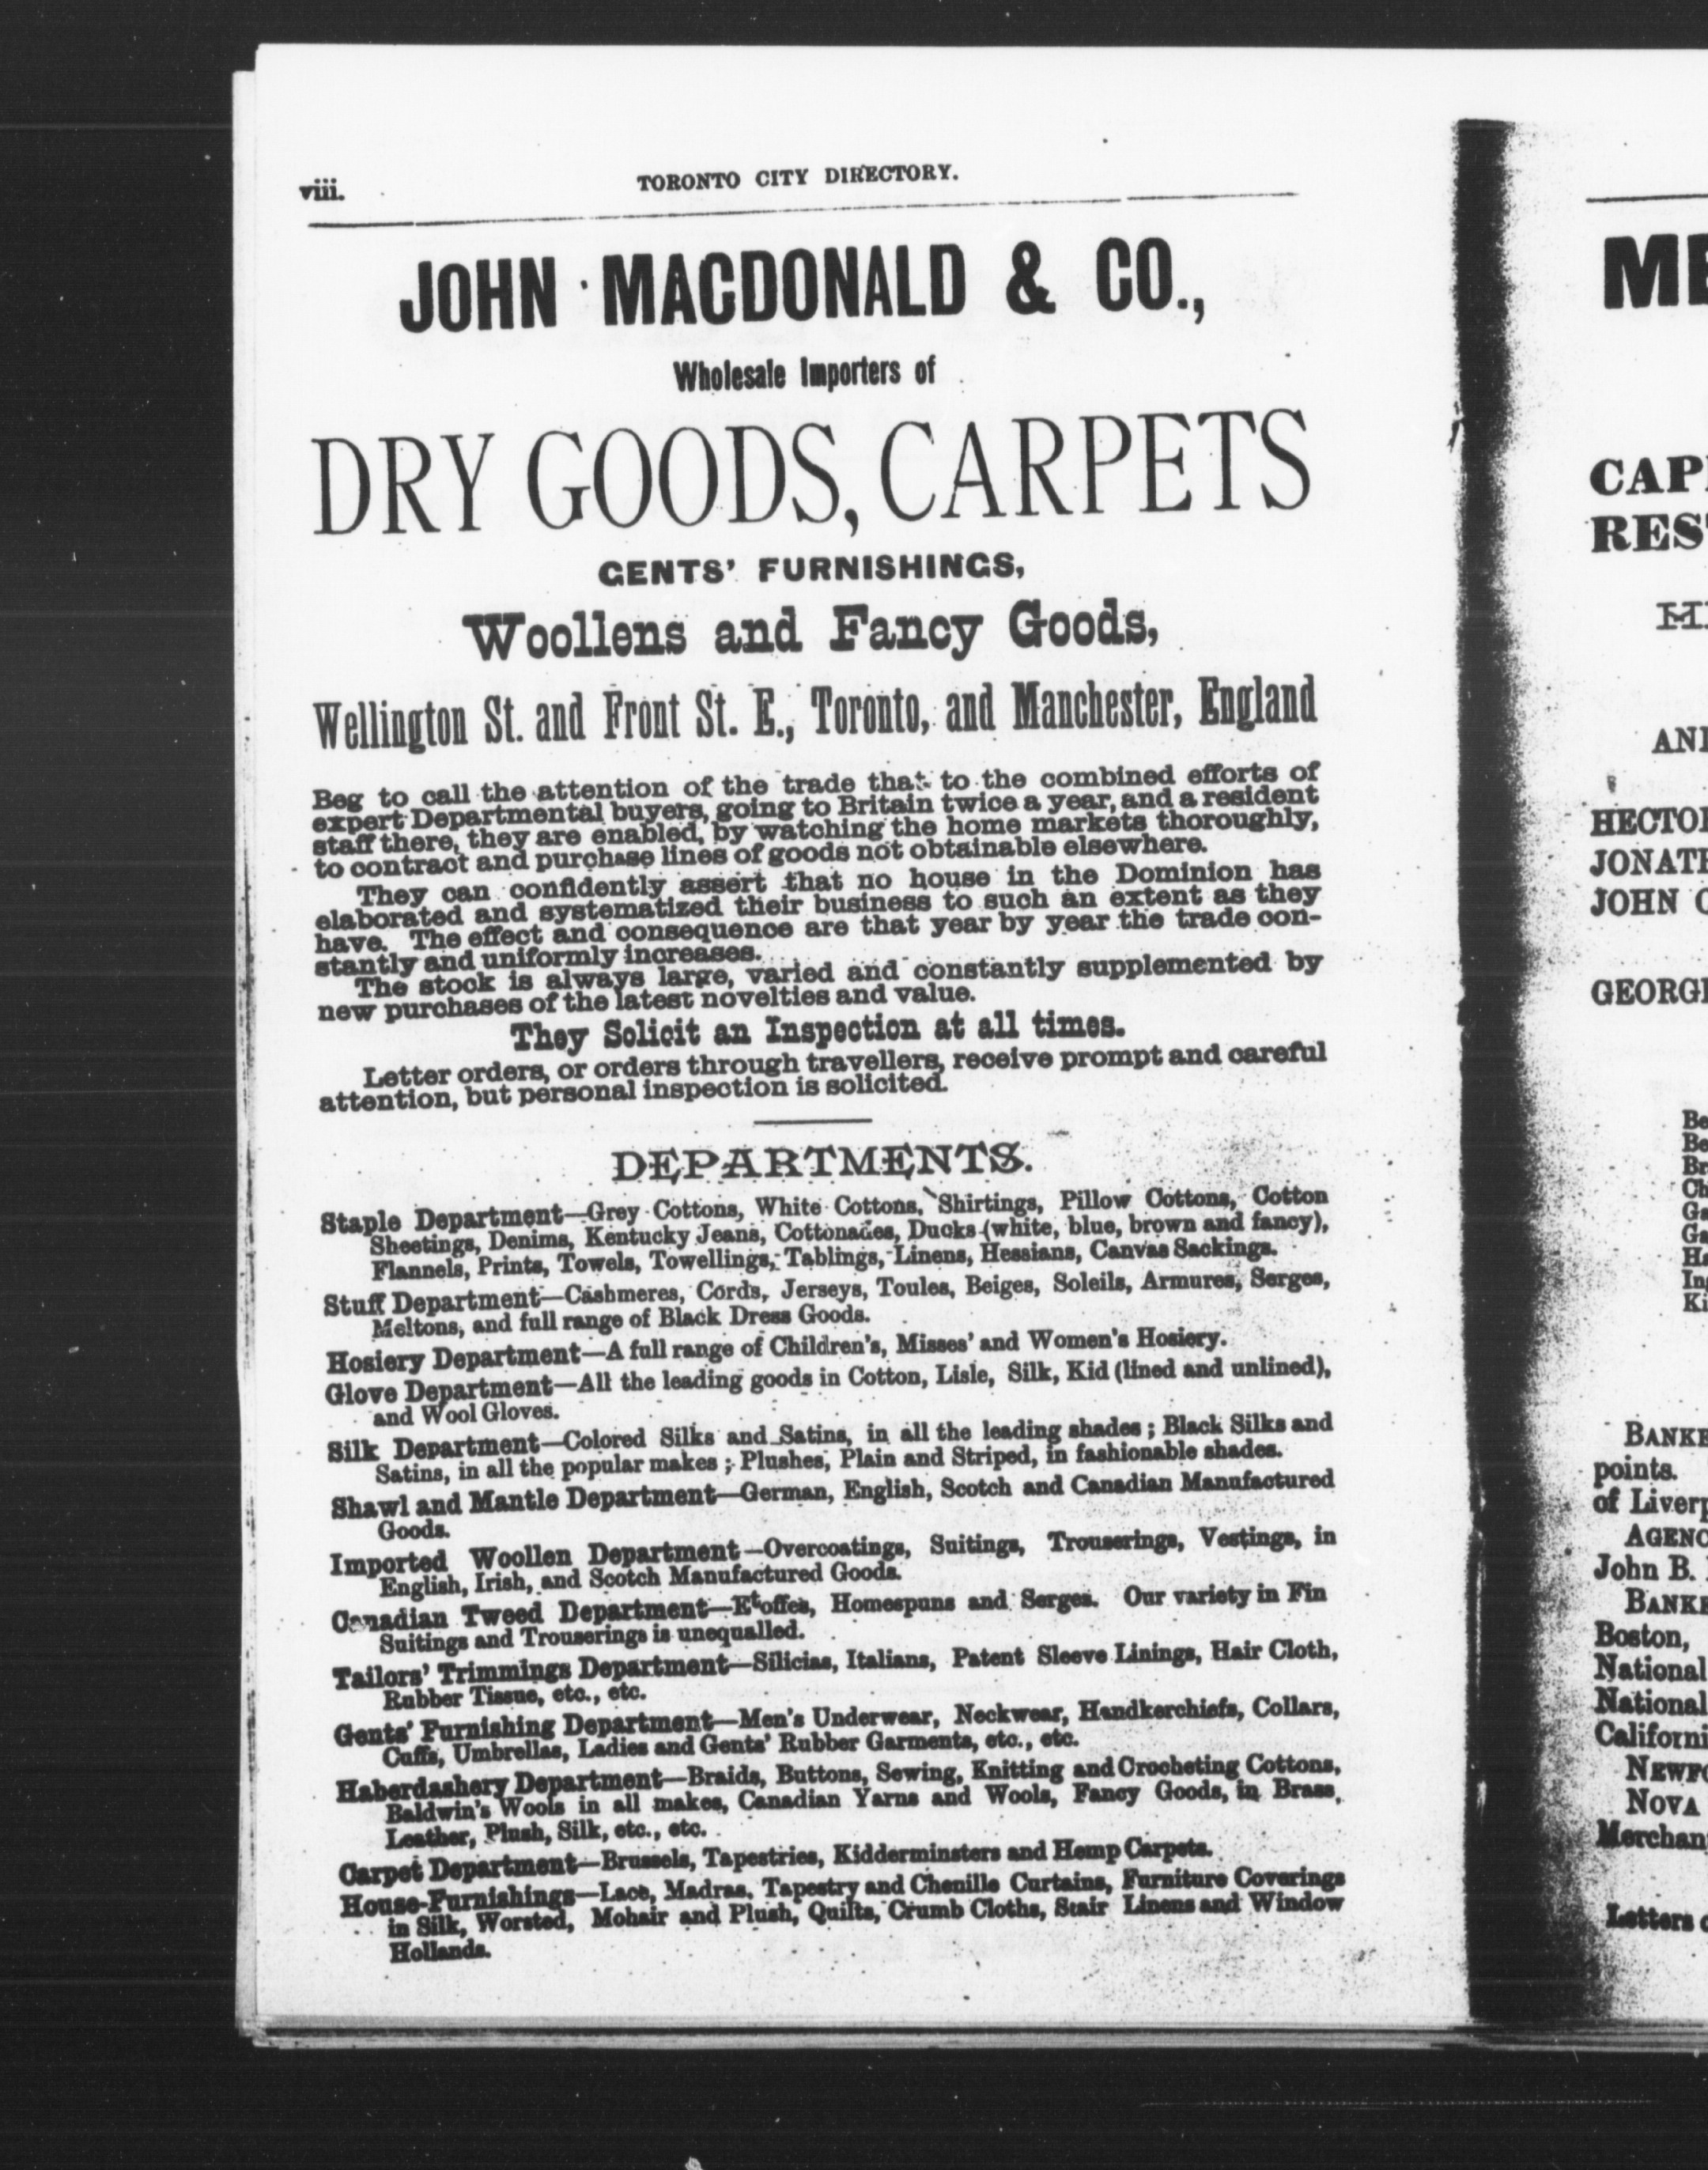 viii.
TORONTO CITY DIRECTORY.
JOHN MACDONALD & CO.,
Wholesale Importers of
DRY GOODS, CARPETS
GENTS' FURNISHINGS,
Woollens and Fancy Goods,
Wellington St. and Front St. E., Toronto, and Manchester, England
Beg to call the attention of the trade that to the combined efforts of
expert Departmental buyers, going to Britain twice a year, and a resident
staff there, they are enabled, by watching the home markets thoroughly,
to contract and purchase lines of goods not obtainable elsewhere.
They can confidently assert that no house in the Dominion has
elaborated and systematized their business to such an extent as they
have. The effect and consequence are that year by year the trade con-
stantly and uniformly increases.
The stock is always large, varied and constantly supplemented by
new purchases of the latest novelties and value.
They Solicit an Inspection at all times.
Letter orders, or orders through travellers, receive prompt and careful
attention, but personal inspection is solicited.
DEPARTMENTS.
Staple Department—Grey Cottons, White Cottons, Shirtings, Pillow Cottons, Cotton
Sheetings, Denims, Kentucky Jeans, Cottonades, Ducks (white, blue, brown and fancy),
Flannels, Prints, Towels, Towellings, Tablings, Linens, Hessians, Canvas Sackings.
Stuff Department—Cashmeres, Cords, Jerseys, Toules, Beiges, Soleils, Armures, Serges,
Meltons, and full range of Black Dress Goods.
Hosiery Department—A full range of Children's, Misses' and Women's Hosiery.
Glove Department—All the leading goods in Cotton, Lisle, Silk, Kid (lined and unlined),
and Wool Gloves.
Silk Department—Colored Silks and Satins, in all the leading shades; Black Silks and
Satins, in all the popular makes; Plushes, Plain and Striped, in fashionable shades.
Shawl and Mantle Department—German, English, Scotch and Canadian Manufactured
Goods.
Imported Woollen Department—Overcoatings, Suitings, Trouserings, Vestings, in
English, Irish, and Scotch Manufactured Goods.
Canadian Tweed Department—Etoffes, Homespuns and Serges. Our variety in Fin
Suitings and Trouserings is unequalled.
Tailors' Trimmings Department—Silicias, Italians, Patent Sleeve Linings, Hair Cloth,
Rubber Tissue, etc., etc.
Gents' Furnishing Department—Men's Underwear, Neckwear, Handkerchiefs, Collars,
Cuffs, Umbrellas, Ladies and Gents' Rubber Garments, etc., etc.
Haberdashery Department—Braids, Buttons, Sewing, Knitting and Crocheting Cottons,
Baldwin's Wools in all makes, Canadian Yarns and Wools, Fancy Goods, in Brass,
Leather, Plush, Silk, etc., etc.
Carpet Department—Brussels, Tapestries, Kidderminsters and Hemp Carpets.
House-Furnishings—Lace, Madras, Tapestry and Chenille Curtains, Furniture Coverings
in Silk, Worsted, Mohair and Plush, Quilts, Crumb Cloths, Stair Linens and Window
Hollands.
points.
John B.
Boston,
National
National
NOVA
Letters